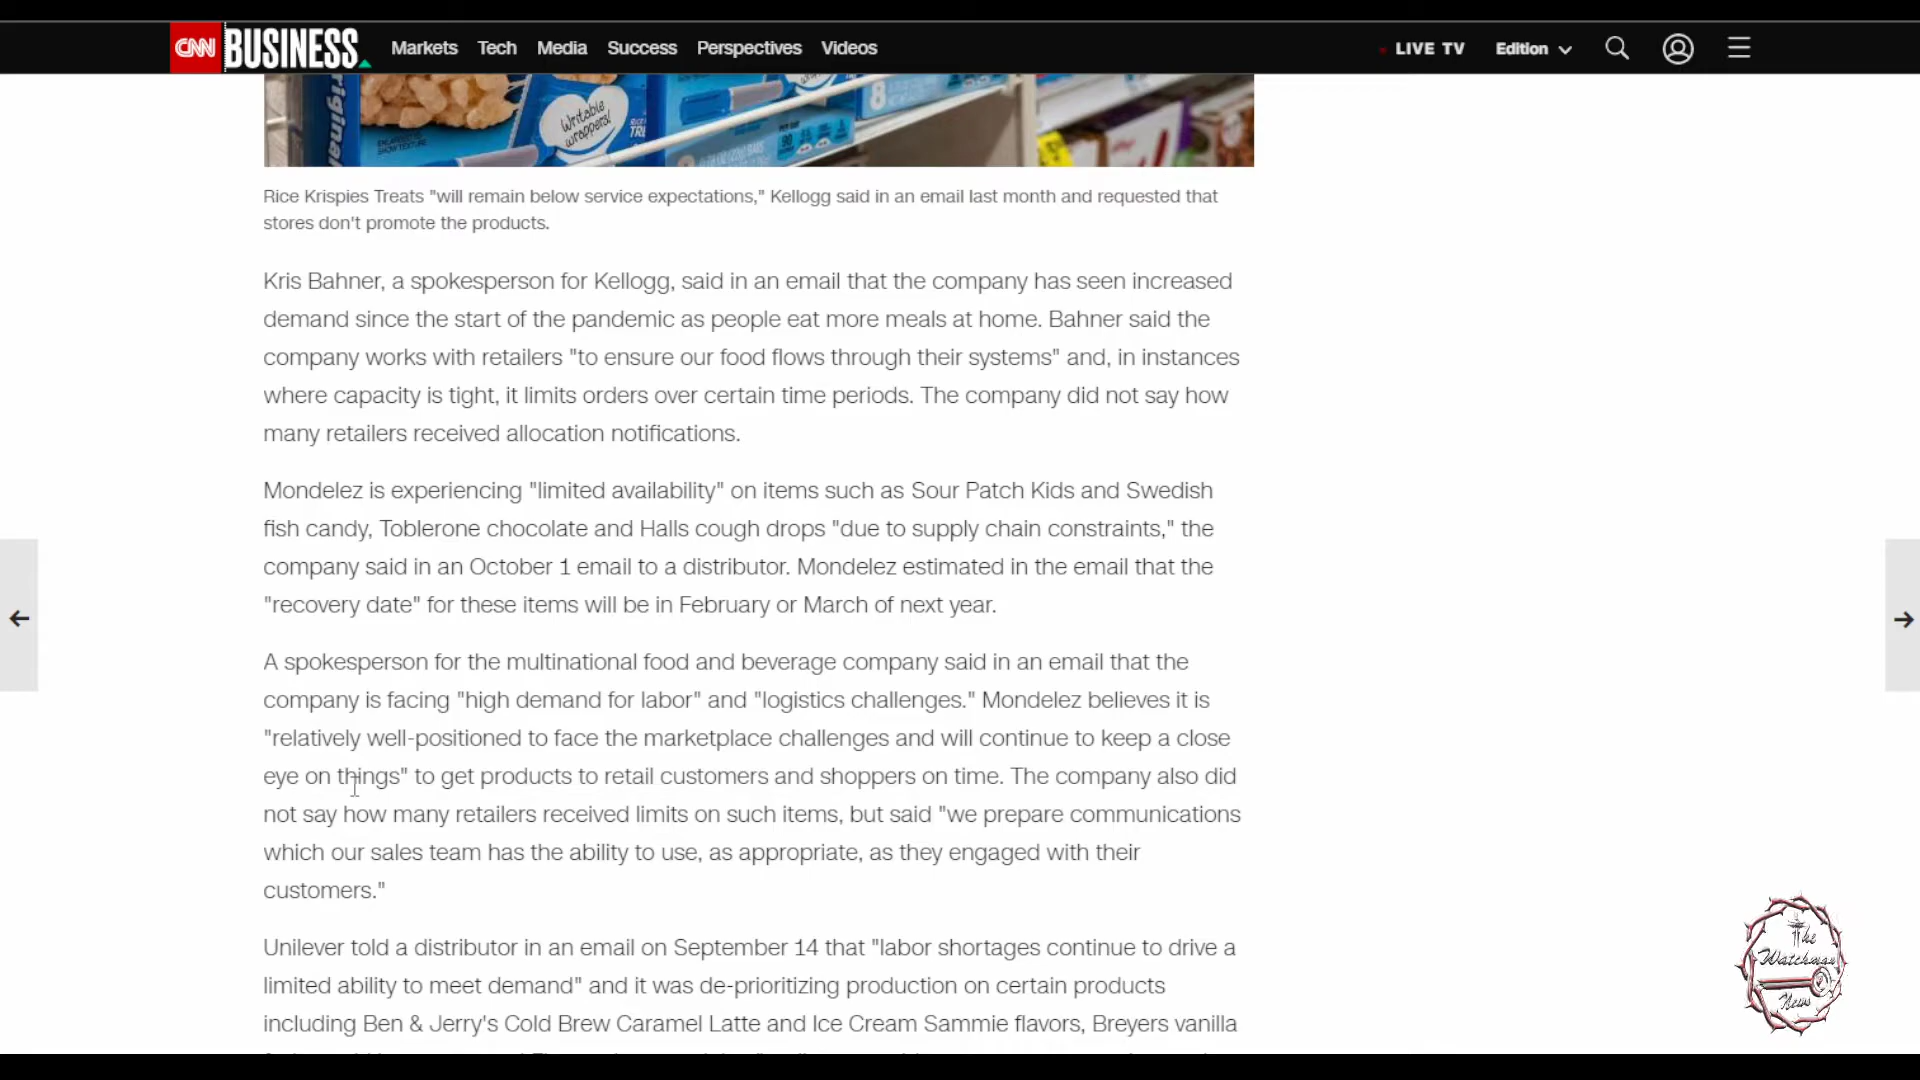 CNN BUSINESS Markets Tech Media Success Perspectives Videos LIVE TV Edition
riginal
Writable
wrappers!
8
90
Rice Krispies Treats "will remain below service expectations," Kellogg said in an email last month and requested that
stores don't promote the products.
Kris Bahner, a spokesperson for Kellogg, said in an email that the company has seen increased
demand since the start of the pandemic as people eat more meals at home. Bahner said the
company works with retailers "to ensure our food flows through their systems" and, in instances
where capacity is tight, it limits orders over certain time periods. The company did not say how
many retailers received allocation notifications.
Mondelez is experiencing "limited availability" on items such as Sour Patch Kids and Swedish
fish candy, Toblerone chocolate and Halls cough drops "due to supply chain constraints," the
company said in an October 1 email to a distributor. Mondelez estimated in the email that the
"recovery date" for these items will be in February or March of next year.
A spokesperson for the multinational food and beverage company said in an email that the
company is facing "high demand for labor" and "logistics challenges." Mondelez believes it is
"relatively well-positioned to face the marketplace challenges and will continue to keep a close
eye on things" to get products to retail customers and shoppers on time. The company also did
not say how many retailers received limits on such items, but said "we prepare communications
which our sales team has the ability to use, as appropriate, as they engaged with their
customers."
Unilever told a distributor in an email on September 14 that "labor shortages continue to drive a
limited ability to meet demand" and it was de-prioritizing production on certain products
including Ben & Jerry's Cold Brew Caramel Latte and Ice Cream Sammie flavors, Breyers vanilla
The
Watchman
News